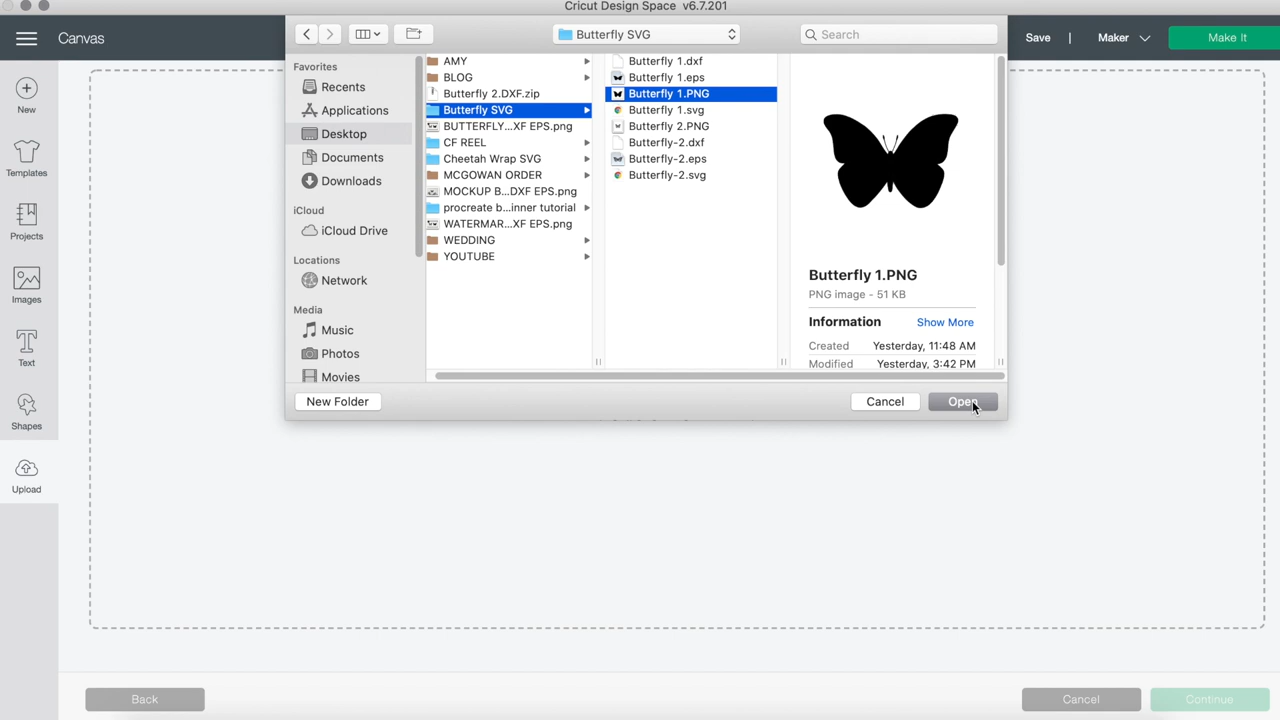 Cricut Design Space v6.7.201
Canvas
Save | Maker
Make It
New
Templates
Projects
Images
Text
Shapes
Upload
Butterfly SVG
Search
Favorites
Recents
Applications
Desktop
Documents
Downloads
iCloud
iCloud Drive
Locations
Network
Media
Music
Photos
Movies
AMY
BLOG
Butterfly 2.DXF.zip
Butterfly SVG
BUTTERFLY...XF EPS.png
CF REEL
Cheetah Wrap SVG
MCGOWAN ORDER
MOCKUP B...DXF EPS.png
procreate b...inner tutorial
WATERMAR...XF EPS.png
WEDDING
YOUTUBE
Butterfly 1.dxf
Butterfly 1.eps
Butterfly 1.PNG
Butterfly 1.svg
Butterfly 2.PNG
Butterfly-2.dxf
Butterfly-2.eps
Butterfly-2.svg
Butterfly 1.PNG
PNG image - 51 KB
Information Show More
Created Yesterday, 11:48 AM
Modified Yesterday, 3:42 PM
New Folder
Cancel
Open
Back
Cancel
Continue